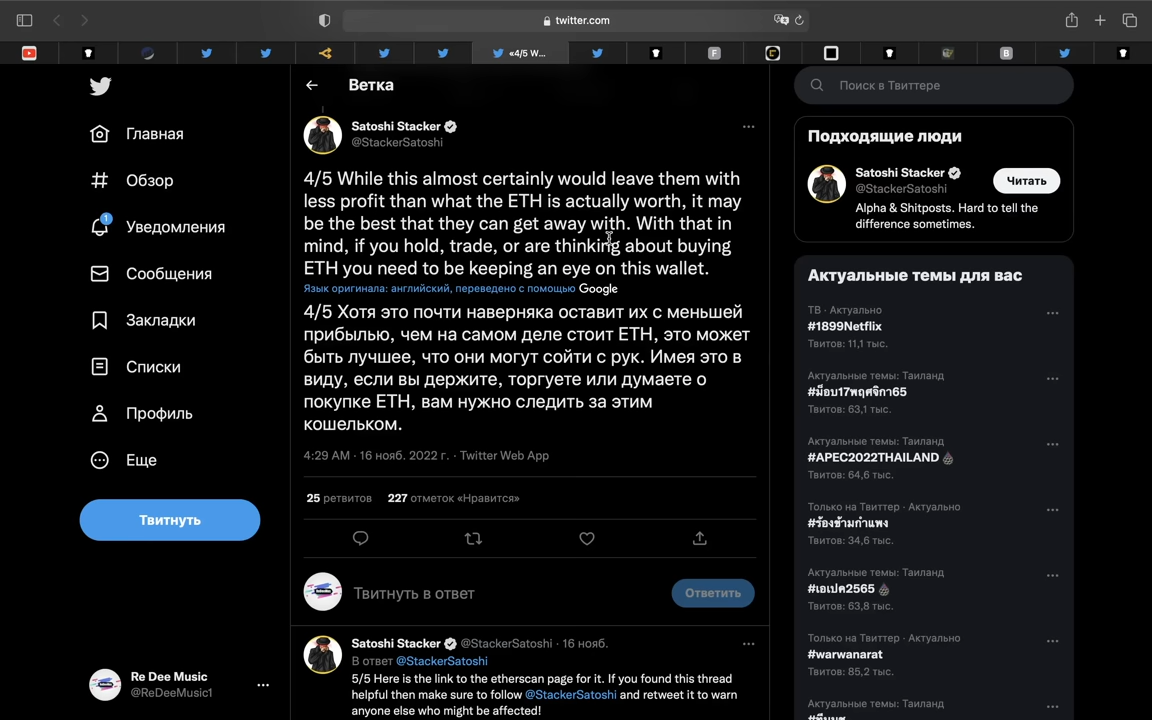 twitter.com
«4/5 W...
F
B
Ветка
Главная
Обзор
1
Уведомления
Сообщения
Закладки
Списки
Профиль
Еще
Твитнуть
Re Dee Music
@ReDeeMusic1
Satoshi Stacker
@StackerSatoshi
4/5 While this almost certainly would leave them with
less profit than what the ETH is actually worth, it may
be the best that they can get away with. With that in
mind, if you hold, trade, or are thinking about buying
ETH you need to be keeping an eye on this wallet.
Язык оригинала: английский, переведено с помощью Google
4/5 Хотя это почти наверняка оставит их с меньшей
прибылью, чем на самом деле стоит ETH, это может
быть лучшее, что они могут сойти с рук. Имея это в
виду, если вы держите, торгуете или думаете о
покупке ETH, вам нужно следить за этим
кошельком.
4:29 AM · 16 нояб. 2022 г. · Twitter Web App
25 ретвитов 227 отметок «Нравится»
Твитнуть в ответ
Ответить
Satoshi Stacker @StackerSatoshi · 16 нояб.
В ответ @StackerSatoshi
5/5 Here is the link to the etherscan page for it. If you found this thread
helpful then make sure to follow @StackerSatoshi and retweet it to warn
anyone else who might be affected!
Поиск в Твиттере
Подходящие люди
Satoshi Stacker
@StackerSatoshi
Читать
Alpha & Shitposts. Hard to tell the
difference sometimes.
Актуальные темы для вас
ТВ · Актуально
#1899Netflix
Твитов: 11,1 тыс.
Актуальные темы: Таиланд
#ม็อบ17พฤศจิกา65
Твитов: 63,1 тыс.
Актуальные темы: Таиланд
#APEC2022THAILAND
Твитов: 64,6 тыс.
Только на Твиттер · Актуально
#ร้องข้ามกำแพง
Твитов: 34,6 тыс.
Актуальные темы: Таиланд
#เอเปค2565
Твитов: 63,8 тыс.
Только на Твиттер · Актуально
#warwanarat
Твитов: 85,2 тыс.
Актуальные темы: Таиланд